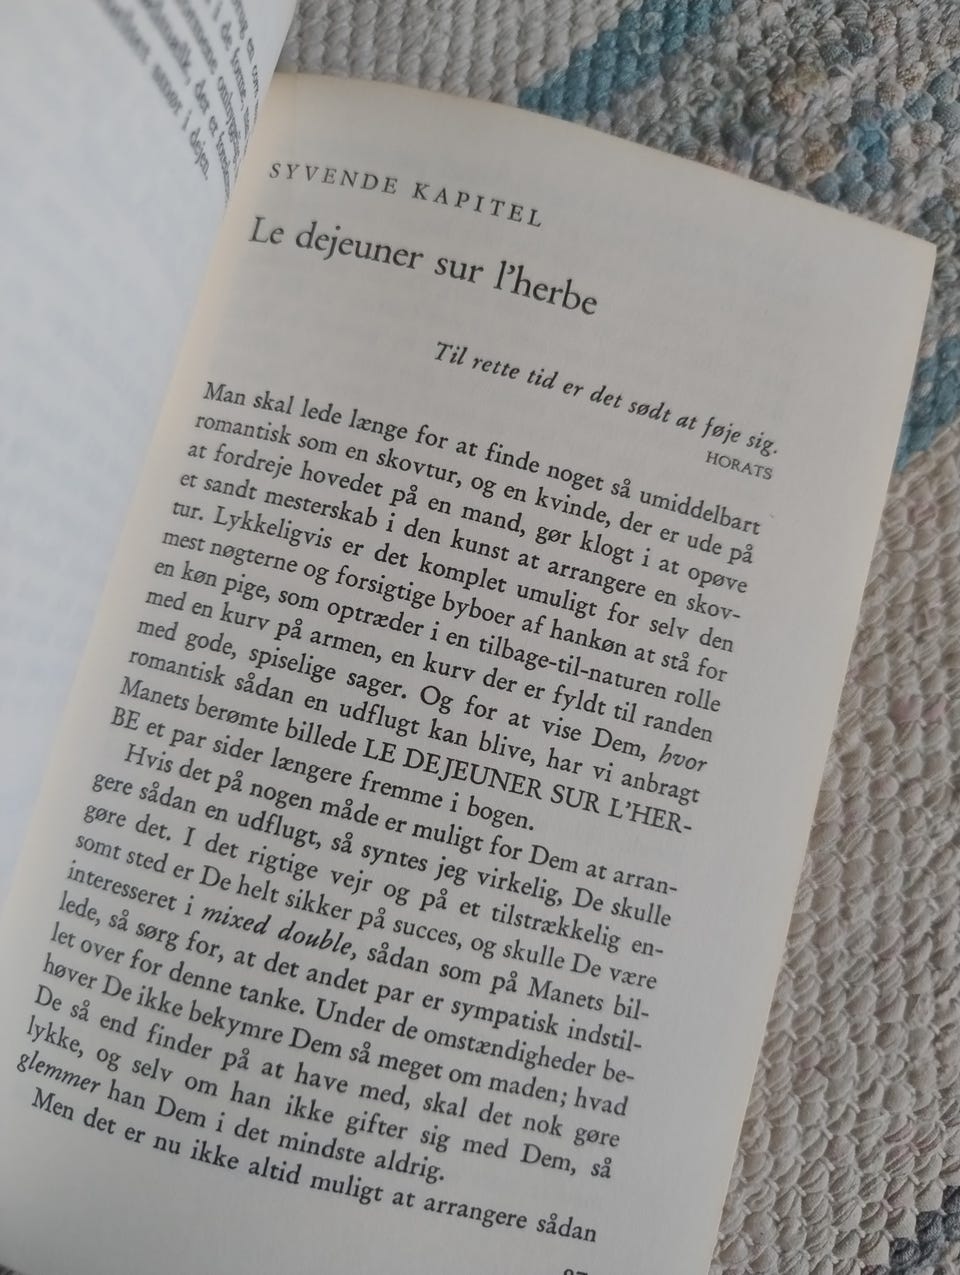 i de forme,
smør i dejen.
SYVENDE KAPITEL
Le dejeuner sur l'herbe
Til rette tid er det sødt at føje sig.
HORATS
Man skal lede længe for at finde noget så umiddelbart
romantisk som en skovtur, og en kvinde, der er ude på
at fordreje hovedet på en mand, gør klogt i at opøve
et sandt mesterskab i den kunst at arrangere en skov-
tur. Lykkeligvis er det komplet umuligt for selv den
mest nøgterne og forsigtige byboer af hankøn at stå for
en køn pige, som optræder i en tilbage-til-naturen rolle
med en kurv på armen, en kurv der er fyldt til randen
med gode, spiselige sager. Og for at vise Dem, hvor
romantisk sådan en udflugt kan blive, har vi anbragt
Manets berømte billede LE DEJEUNER SUR L'HER-
BE et par sider længere fremme i bogen.
Hvis det på nogen måde er muligt for Dem at arran-
gere sådan en udflugt, så syntes jeg virkelig, De skulle
gøre det. I det rigtige vejr og på et tilstrækkelig en-
somt sted er De helt sikker på succes, og skulle De være
interesseret i mixed double, sådan som på Manets bil-
lede, så sørg for, at det andet par er sympatisk indstil-
let over for denne tanke. Under de omstændigheder be-
høver De ikke bekymre Dem så meget om maden; hvad
De så end finder på at have med, skal det nok gøre
lykke, og selv om han ikke gifter sig med Dem, så
glemmer han Dem i det mindste aldrig.
Men det er nu ikke altid muligt at arrangere sådan